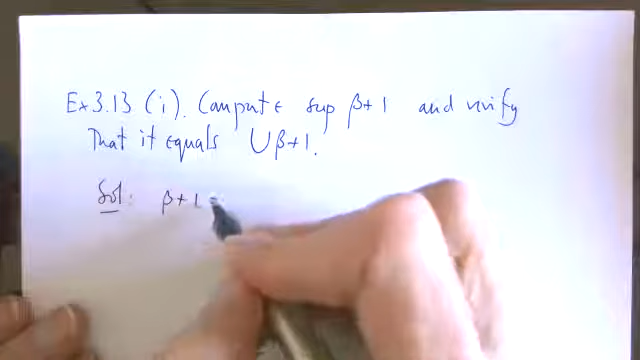 Ex 3.13 (i). Compute sup β+1 and verify
That it equals ∪β+1.
Sol: β+1 =